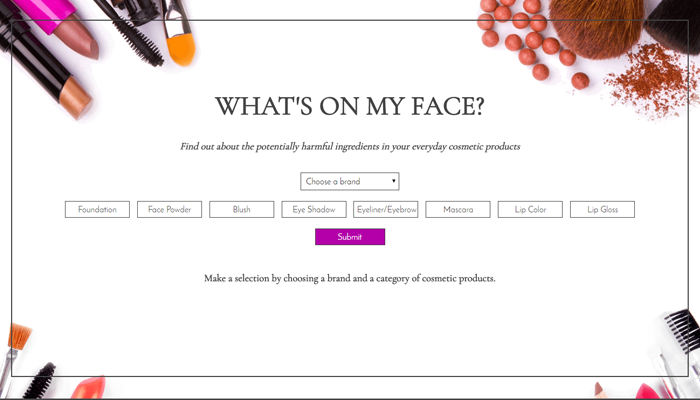 WHAT'S ON MY FACE?
Find out about the potentially harmful ingredients in your everyday cosmetic products
Choose a brand
Foundation Face Powder Blush Eye Shadow Eyeliner/Eyebrow Mascara Lip Color Lip Gloss
Submit
Make a selection by choosing a brand and a category of cosmetic products.